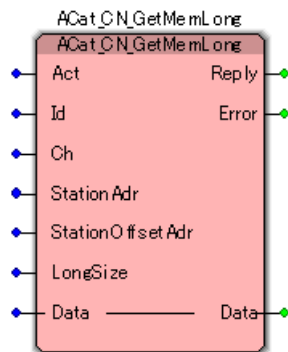 ACat_CN_GetMemLong
ACat_CN_GetMemLong
Act Reply
Id Error
Ch
StationAdr
StationOffsetAdr
LongSize
Data Data